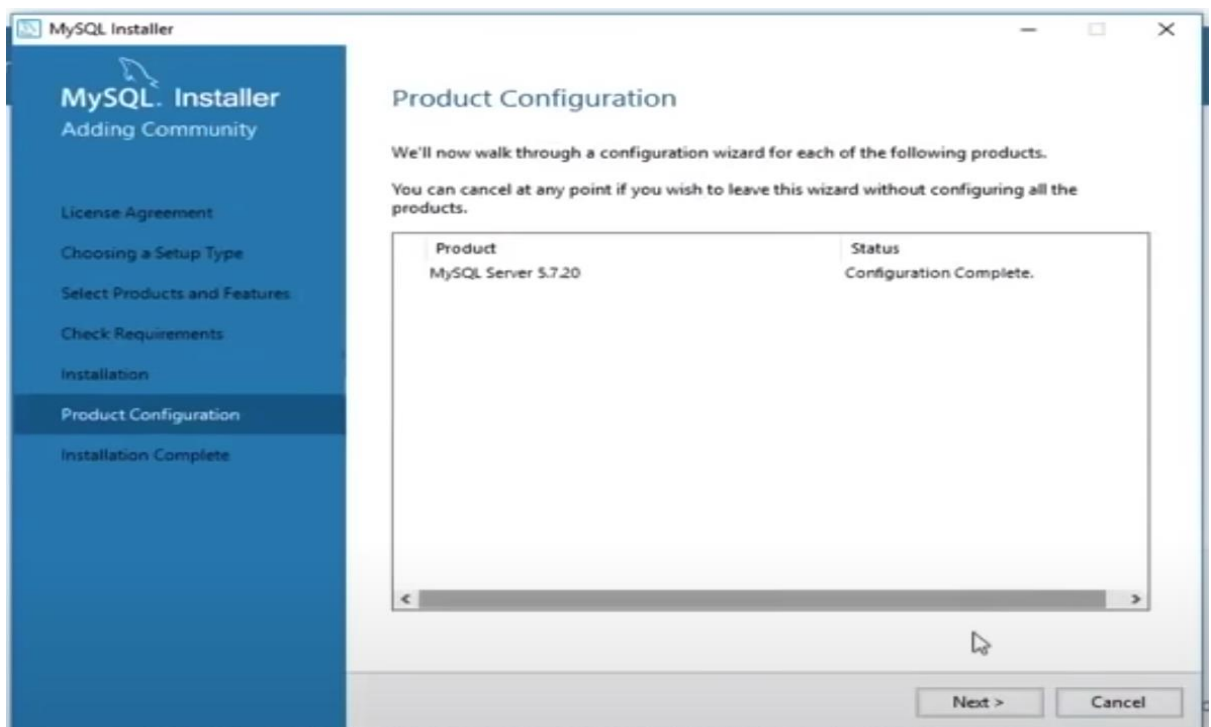 MySQL Installer
MySQL. Installer
Adding Community
License Agreement
Choosing a Setup Type
Select Products and Features
Check Requirements
Installation
Product Configuration
Installation Complete
Product Configuration
We'll now walk through a configuration wizard for each of the following products.
You can cancel at any point if you wish to leave this wizard without configuring all the
products.
Product Status
MySQL Server 5.7.20 Configuration Complete.
Next > Cancel